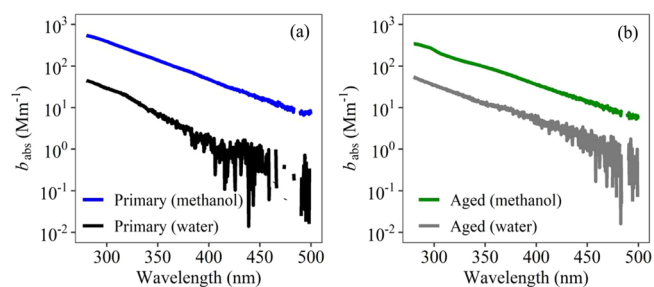 (a)
10³
10²
10¹
10⁰
10⁻¹
10⁻²
b abs (Mm⁻¹)
Primary (methanol)
Primary (water)
300 350 400 450 500
Wavelength (nm)
(b)
10³
10²
10¹
10⁰
10⁻¹
10⁻²
b abs (Mm⁻¹)
Aged (methanol)
Aged (water)
300 350 400 450 500
Wavelength (nm)